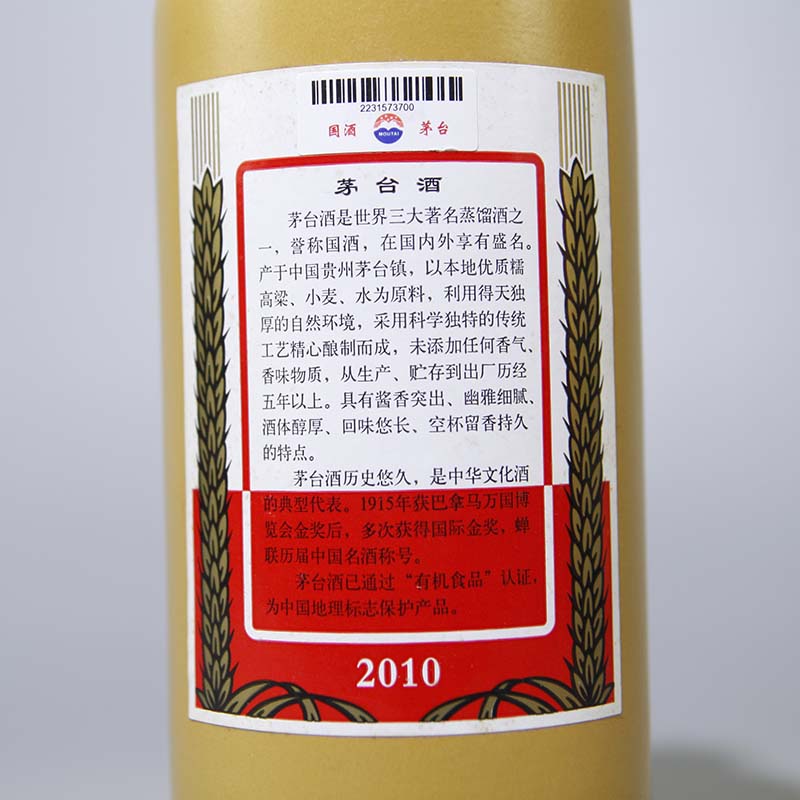 2231573700
国酒 MOUTAI 茅台
茅台酒
茅台酒是世界三大著名蒸馏酒之
一，誉称国酒，在国内外享有盛名。
产于中国贵州茅台镇，以本地优质糯
高粱、小麦、水为原料，利用得天独
厚的自然环境，采用科学独特的传统
工艺精心酿制而成，未添加任何香气、
香味物质，从生产、贮存到出厂历经
五年以上。具有酱香突出、幽雅细腻、
酒体醇厚、回味悠长、空杯留香持久
的特点。
茅台酒历史悠久，是中华文化酒
的典型代表。1915年获巴拿马万国博
览会金奖后，多次获得国际金奖，蝉
联历届中国名酒称号。
茅台酒已通过“有机食品”认证，
为中国地理标志保护产品。
2010